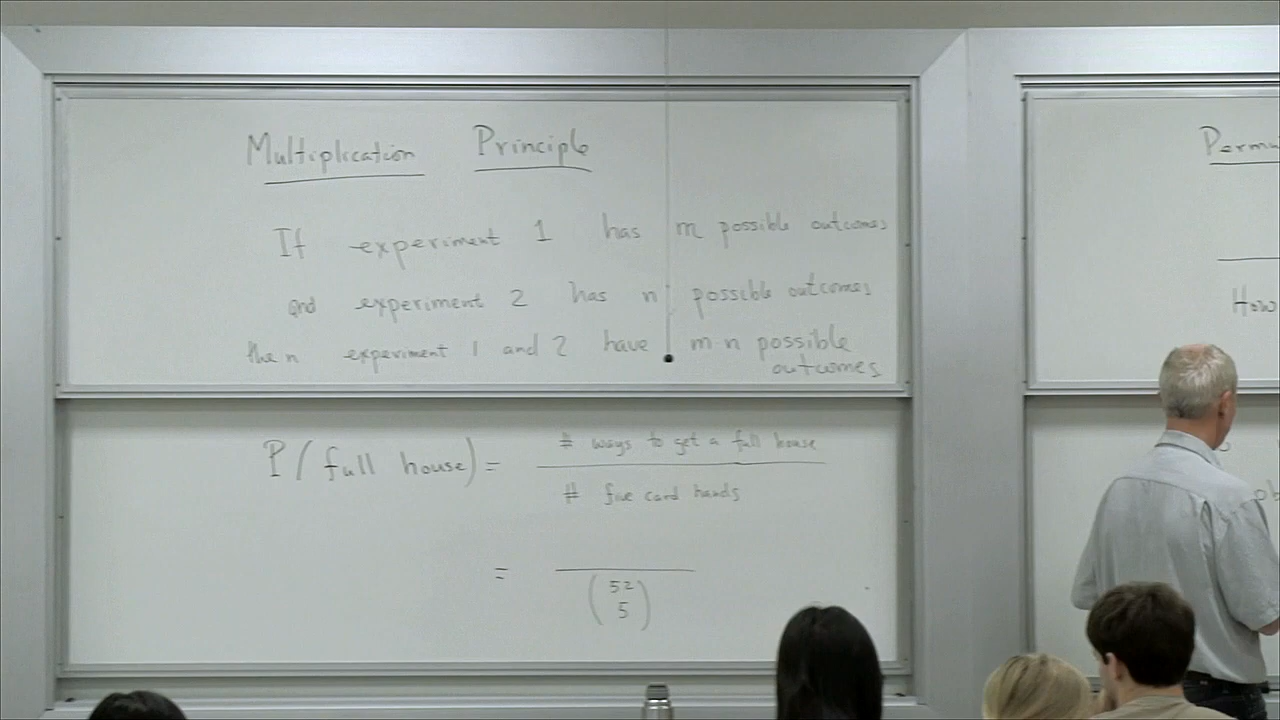 Multiplication Principle
If experiment 1 has m possible outcomes
and experiment 2 has n possible outcomes
then experiment 1 and 2 have m n possible
outcomes
P(full house) = # ways to get a full house
# five card hands
= (52
5)
How